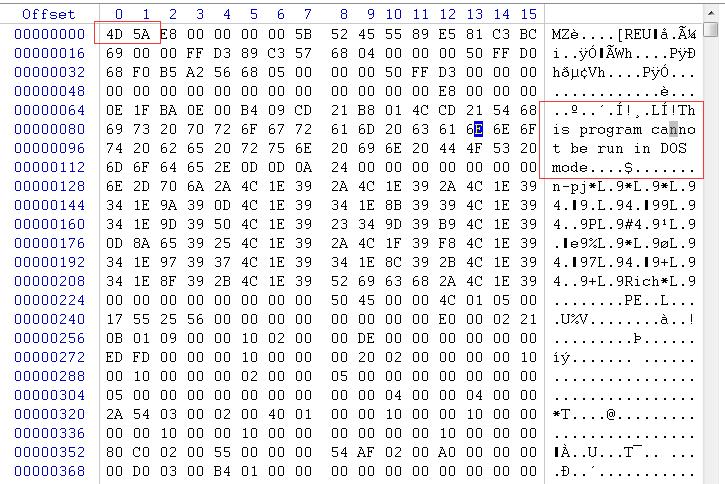 Offset 0 1 2 3 4 5 6 7 8 9 10 11 12 13 14 15
00000000 4D 5A E8 00 00 00 00 5B 52 45 55 89 E5 81 C3 BC MZè....[REU‰å.Ã¼
00000016 69 00 00 00 FF D3 89 C3 57 68 04 00 00 00 50 FF D0 i..ÿÓ‰ÃWh....PÿÐ
00000032 68 F0 B5 A2 56 68 05 00 00 00 50 FF D3 00 00 00 hðµ¢Vh....PÿÓ...
00000048 00 00 00 00 00 00 00 00 00 00 00 00 E8 00 00 00 ............è...
00000064 0E 1F BA 0E 00 B4 09 CD 21 B8 01 4C CD 21 54 68 ..º..´.Í!¸.LÍ!Th
00000080 69 73 20 70 72 6F 67 72 61 6D 20 63 61 6E 6E 6F is program canno
00000096 74 20 62 65 20 72 75 6E 20 69 6E 20 44 4F 53 20 t be run in DOS
00000112 6D 6F 64 65 2E 0D 0D 0A 24 00 00 00 00 00 00 00 mode....$.......
00000128 6E 2D 70 6A 2A 4C 1E 39 2A 4C 1E 39 2A 4C 1E 39 n-pj*L.9*L.9*L.9
00000144 34 1E 9A 39 0D 4C 1E 39 34 1E 8B 39 39 4C 1E 39
00000160 34 1E 9D 39 50 4C 1E 39 23 34 9D 39 B9 4C 1E 39
00000176 0D 8A 65 39 25 4C 1E 39 2A 4C 1F 39 F8 4C 1E 39
00000192 34 1E 97 39 37 4C 1E 39 34 1E 8C 39 2B 4C 1E 39
00000208 34 1E 8F 39 2B 4C 1E 39 52 69 63 68 2A 4C 1E 39 4..9+L.9Rich*L.9
00000224 00 00 00 00 00 00 00 00 50 45 00 00 4C 01 05 00 ........PE..L...
00000240 17 55 25 56 00 00 00 00 00 00 00 00 E0 00 02 21 .U%V........à..!
00000256 0B 01 09 00 00 10 02 00 00 DE 00 00 00 00 00 00 .........Þ......
00000272 ED FD 00 00 00 10 00 00 00 20 02 00 00 00 00 10 íý....... ......
00000288 00 10 00 00 00 02 00 00 05 00 00 00 00 00 00 00 ................
00000304 05 00 00 00 00 00 00 00 00 00 04 00 00 04 00 00 ................
00000320 2A 54 03 00 02 00 40 01 00 00 10 00 00 10 00 00 *T....@.........
00000336 00 00 10 00 00 10 00 00 00 00 00 00 10 00 00 00 ................
00000352 80 C0 02 00 55 00 00 00 54 AF 02 00 A0 00 00 00
00000368 00 D0 03 00 B4 01 00 00 00 00 00 00 00 00 00 00 .Ð..´...........